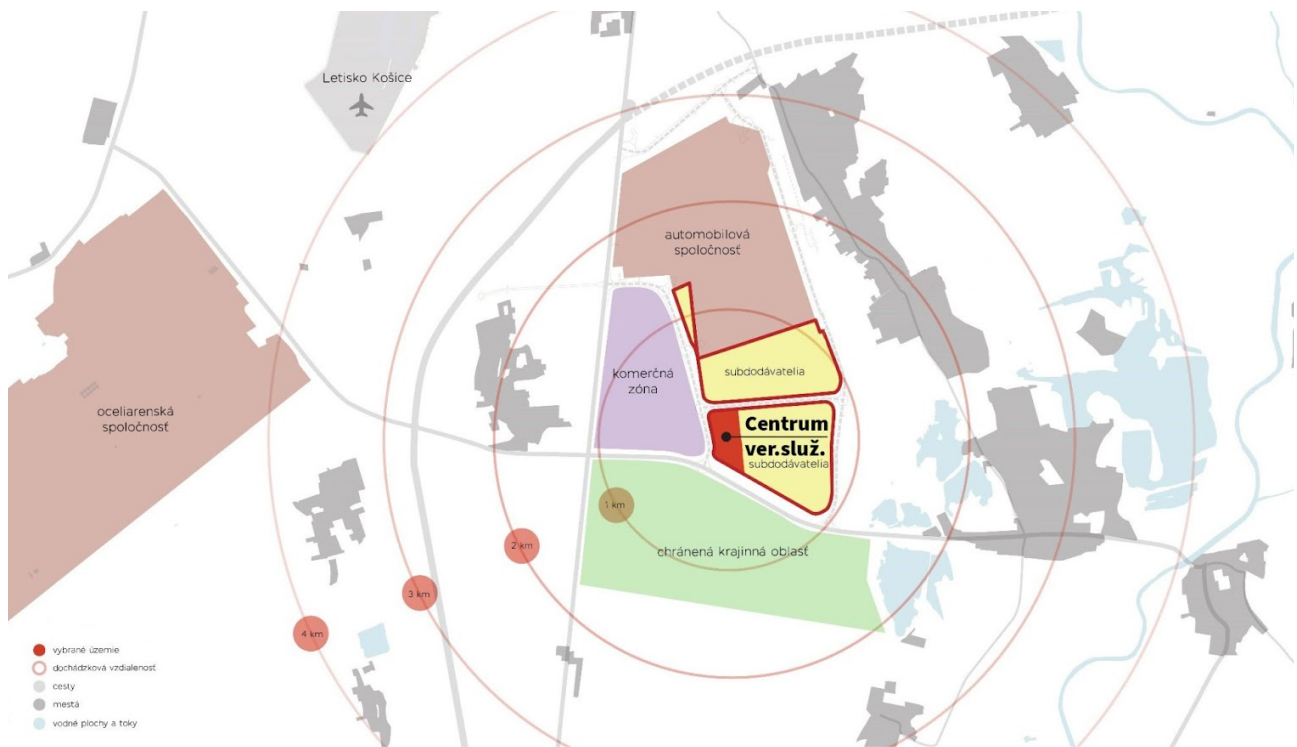 Letisko Košice
automobilová
spoločnosť
komerčná
zóna
subdodávatelia
oceliarenská
spoločnosť
Centrum
ver.služ.
subdodávatelia
1 km
2 km
chránená krajinná oblasť
3 km
4 km
vybrané územie
dochádzková vzdialenosť
cesty
mestá
vodné plochy a toky